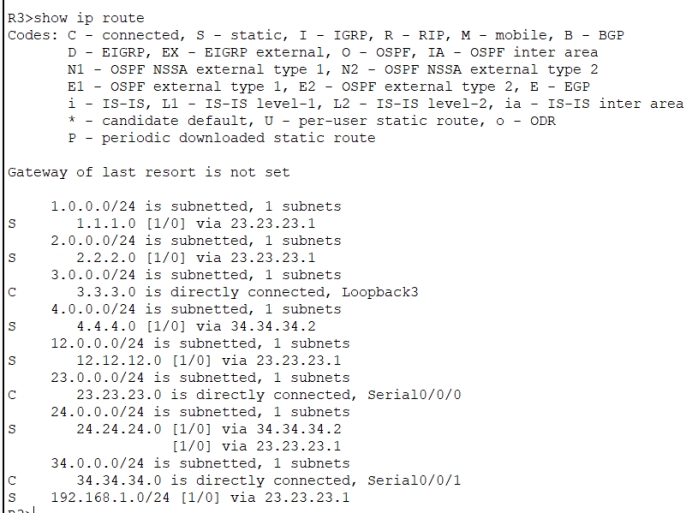 R3>show ip route
Codes: C - connected, S - static, I - IGRP, R - RIP, M - mobile, B - BGP
       D - EIGRP, EX - EIGRP external, O - OSPF, IA - OSPF inter area
       N1 - OSPF NSSA external type 1, N2 - OSPF NSSA external type 2
       E1 - OSPF external type 1, E2 - OSPF external type 2, E - EGP
       i - IS-IS, L1 - IS-IS level-1, L2 - IS-IS level-2, ia - IS-IS inter area
       * - candidate default, U - per-user static route, o - ODR
       P - periodic downloaded static route

Gateway of last resort is not set

     1.0.0.0/24 is subnetted, 1 subnets
S       1.1.1.0 [1/0] via 23.23.23.1
     2.0.0.0/24 is subnetted, 1 subnets
S       2.2.2.0 [1/0] via 23.23.23.1
     3.0.0.0/24 is subnetted, 1 subnets
C       3.3.3.0 is directly connected, Loopback3
     4.0.0.0/24 is subnetted, 1 subnets
S       4.4.4.0 [1/0] via 34.34.34.2
     12.0.0.0/24 is subnetted, 1 subnets
S       12.12.12.0 [1/0] via 23.23.23.1
     23.0.0.0/24 is subnetted, 1 subnets
C       23.23.23.0 is directly connected, Serial0/0/0
     24.0.0.0/24 is subnetted, 1 subnets
S       24.24.24.0 [1/0] via 34.34.34.2
                   [1/0] via 23.23.23.1
     34.0.0.0/24 is subnetted, 1 subnets
C       34.34.34.0 is directly connected, Serial0/0/1
S    192.168.1.0/24 [1/0] via 23.23.23.1